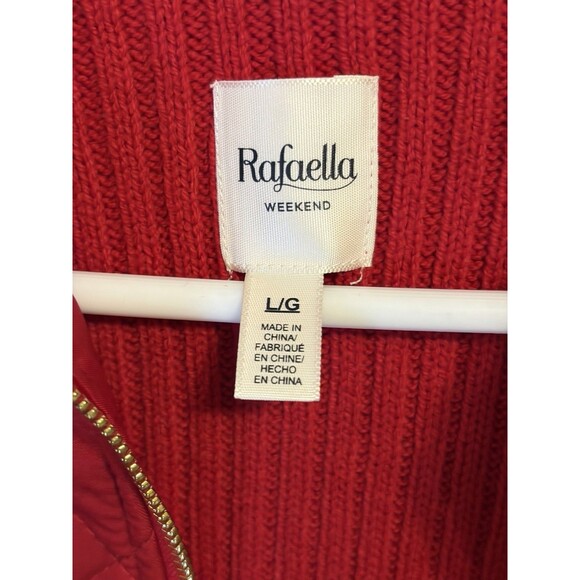 Rafaella
WEEKEND
L/G
MADE IN
CHINA/
FABRIQUÉ
EN CHINE/
HECHO
EN CHINA